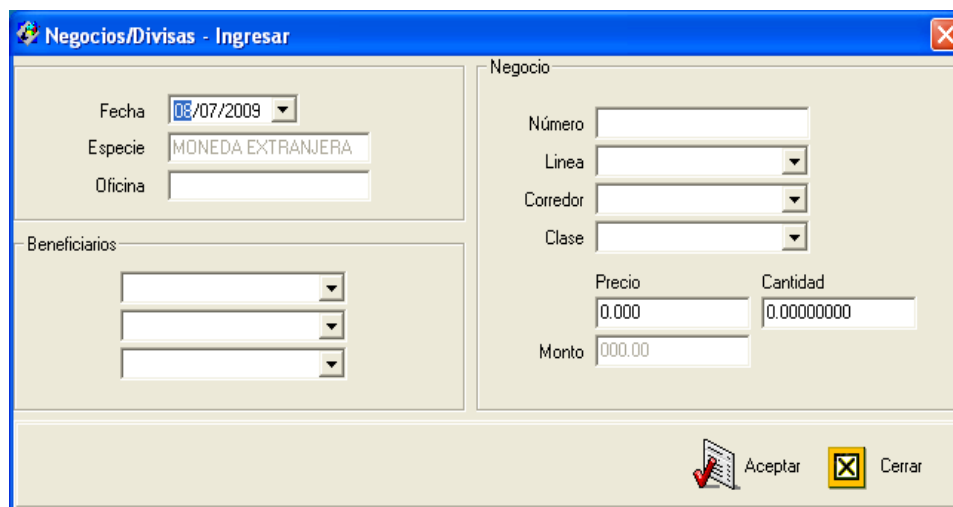 Negocios/Divisas - Ingresar
Fecha 08/07/2009
Especie MONEDA EXTRANJERA
Oficina
Beneficiarios
Negocio
Número
Linea
Corredor
Clase
Precio Cantidad
0.000 0.00000000
Monto 000.00
Aceptar Cerrar